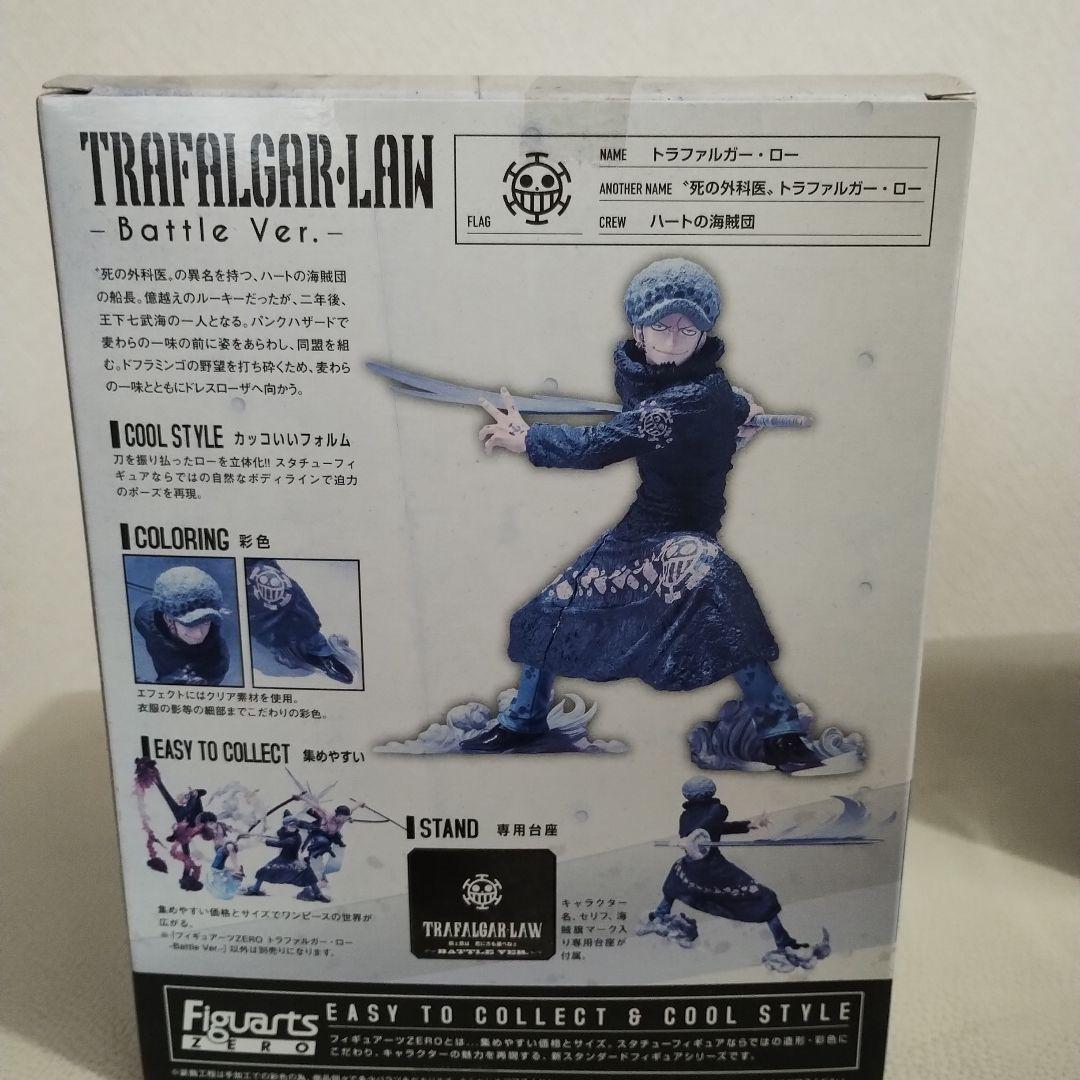 TRAFALGAR・LAW
- Battle Ver. -
FLAG
NAME トラファルガー・ロー
ANOTHER NAME 〝死の外科医〟トラファルガー・ロー
CREW ハートの海賊団
〝死の外科医〟の異名を持つ、ハートの海賊団
の船長。億越えのルーキーだったが、二年後、
王下七武海の一人となる。パンクハザードで
麦わらの一味の前に姿をあらわし、同盟を組
む。ドフラミンゴの野望を打ち砕くため、麦わら
の一味とともにドレスローザへ向かう。
COOL STYLE カッコいいフォルム
刀を振り払ったローを立体化!! スタチューフィ
ギュアならではの自然なボディラインで迫力
のポーズを再現。
COLORING 彩色
エフェクトにはクリア素材を使用。
衣服の影等の細部までこだわりの彩色。
EASY TO COLLECT 集めやすい
集めやすい価格とサイズでワンピースの世界が
広がる。
※「フィギュアーツZERO トラファルガー・ロー
-Battle Ver.-」以外は別売りになります。
STAND 専用台座
TRAFALGAR・LAW
BATTLE VER.
キャラクター
名、セリフ、海
賊旗マーク入
り専用台座が
付属。
Figuarts
ZERO
EASY TO COLLECT & COOL STYLE
フィギュアーツZEROとは…集めやすい価格とサイズ。スタチューフィギュアならではの造形・彩色に
こだわり、キャラクターの魅力を再現する、新スタンダードフィギュアシリーズです。